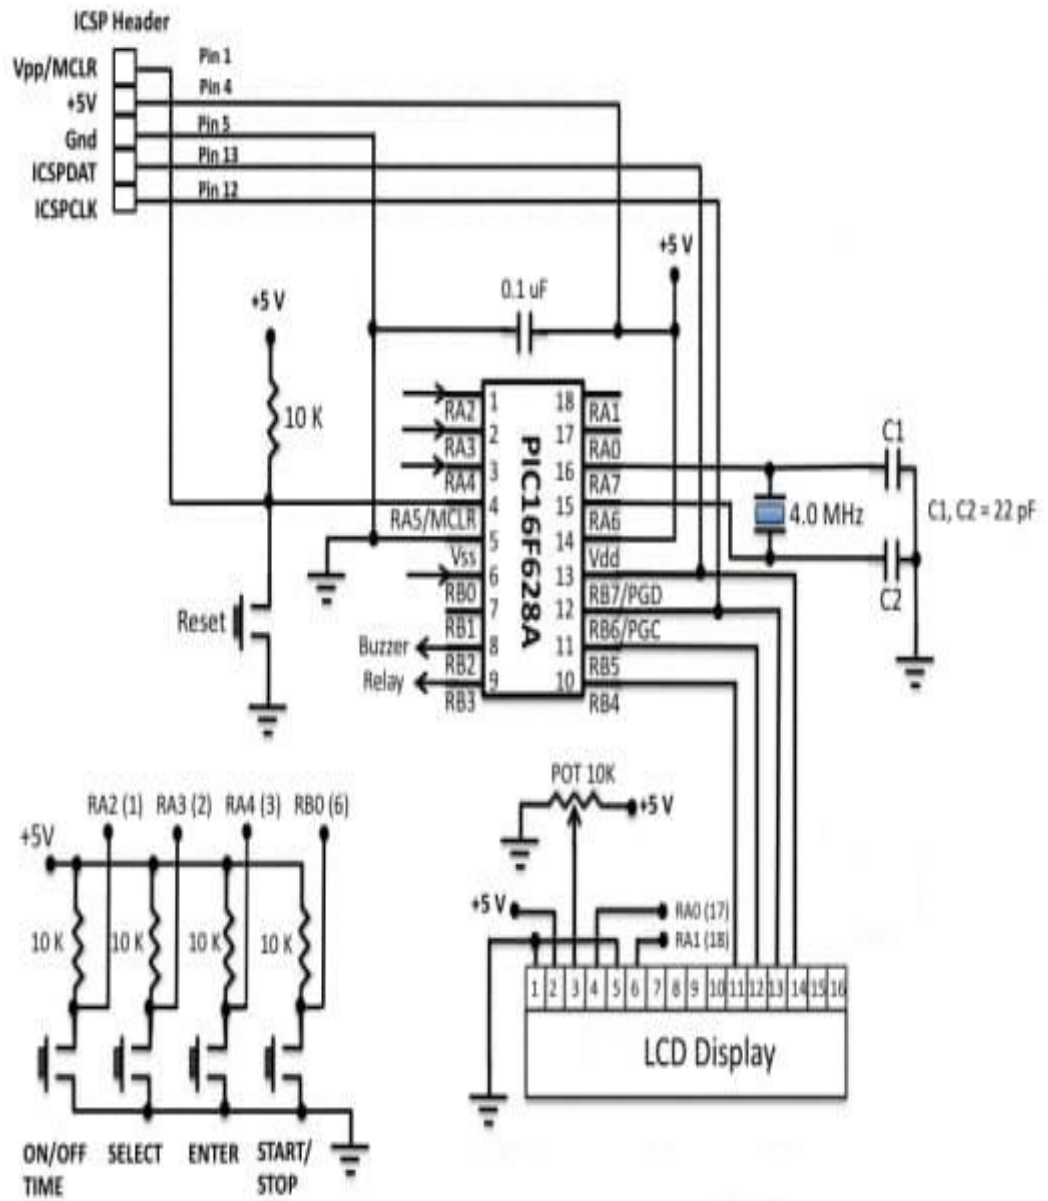 ICSP Header
Vpp/MCLR
Pin 1
+5V
Pin 4
Gnd
Pin 5
ICSPDAT
Pin 13
ICSPCLK
Pin 12
+5 V
0.1 uF
+5 V
10 K
PIC16F628A
1
RA2
2
RA3
3
RA4
4
RA5/MCLR
5
Vss
6
RB0
7
RB1
8
RB2
9
RB3
18
RA1
17
RA0
16
RA7
15
RA6
14
Vdd
13
RB7/PGD
12
RB6/PGC
11
RB5
10
RB4
Buzzer
Relay
C1
4.0 MHz
C1, C2 = 22 pF
C2
Reset
RA2 (1) RA3 (2) RA4 (3) RB0 (6)
+5V
10 K 10 K 10 K 10 K
ON/OFF TIME
SELECT
ENTER
START/
STOP
POT 10K
+5 V
+5 V
RA0 (17)
RA1 (18)
1 2 3 4 5 6 7 8 9 10 11 12 13 14 15 16
LCD Display